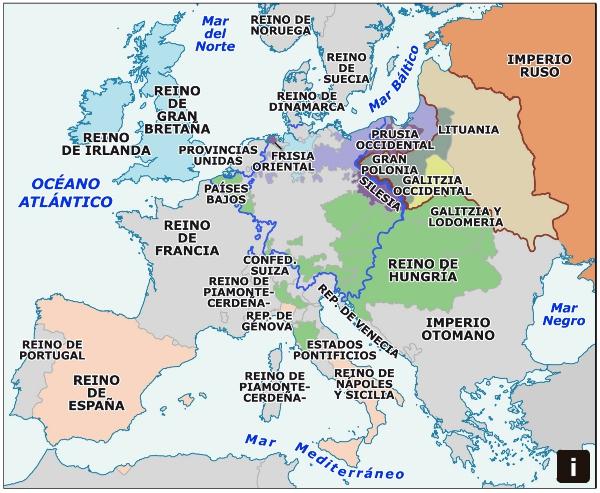 Mar
del
Norte
REINO DE
NORUEGA
REINO
DE
SUECIA
Mar Báltico
IMPERIO
RUSO
REINO
DE
GRAN
BRETAÑA
REINO DE
DINAMARCA
REINO
DE IRLANDA
PROVINCIAS
UNIDAS
FRISIA
ORIENTAL
PRUSIA
OCCIDENTAL
LITUANIA
GRAN
POLONIA
OCÉANO
ATLÁNTICO
PAÍSES
BAJOS
SILESIA
GALITZIA
OCCIDENTAL
GALITZIA Y
LODOMERIA
REINO
DE
FRANCIA
CONFED.
SUIZA
REINO DE
HUNGRÍA
REINO DE
PIAMONTE-
CERDEÑA-
REP. DE
GÉNOVA
REP. DE VENECIA
Mar
Negro
IMPERIO
OTOMANO
REINO DE
PORTUGAL
ESTADOS
PONTIFICIOS
REINO
DE
ESPAÑA
REINO DE
PIAMONTE-
CERDEÑA-
REINO DE
NÁPOLES
Y SICILIA
Mar Mediterráneo
i